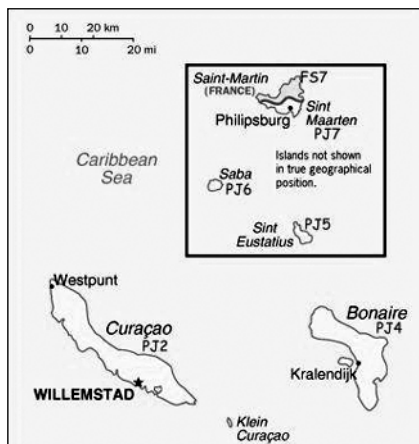 0 10 20 km
0 10 20 mi
Saint-Martin
(FRANCE)
FS7
Sint
Maarten
PJ7
Philipsburg
Islands not shown
in true geographical
position.
Caribbean
Sea
Saba
PJ6
PJ5
Sint
Eustatius
Westpunt
Curaçao
PJ2
Bonaire
PJ4
Kralendijk
WILLEMSTAD
Klein
Curaçao